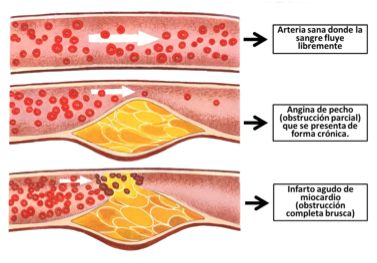 Arteria sana donde la
sangre fluye
libremente
Angina de pecho
(obstrucción parcial)
que se presenta de
forma crónica.
Infarto agudo de
miocardio
(obstrucción
completa brusca)